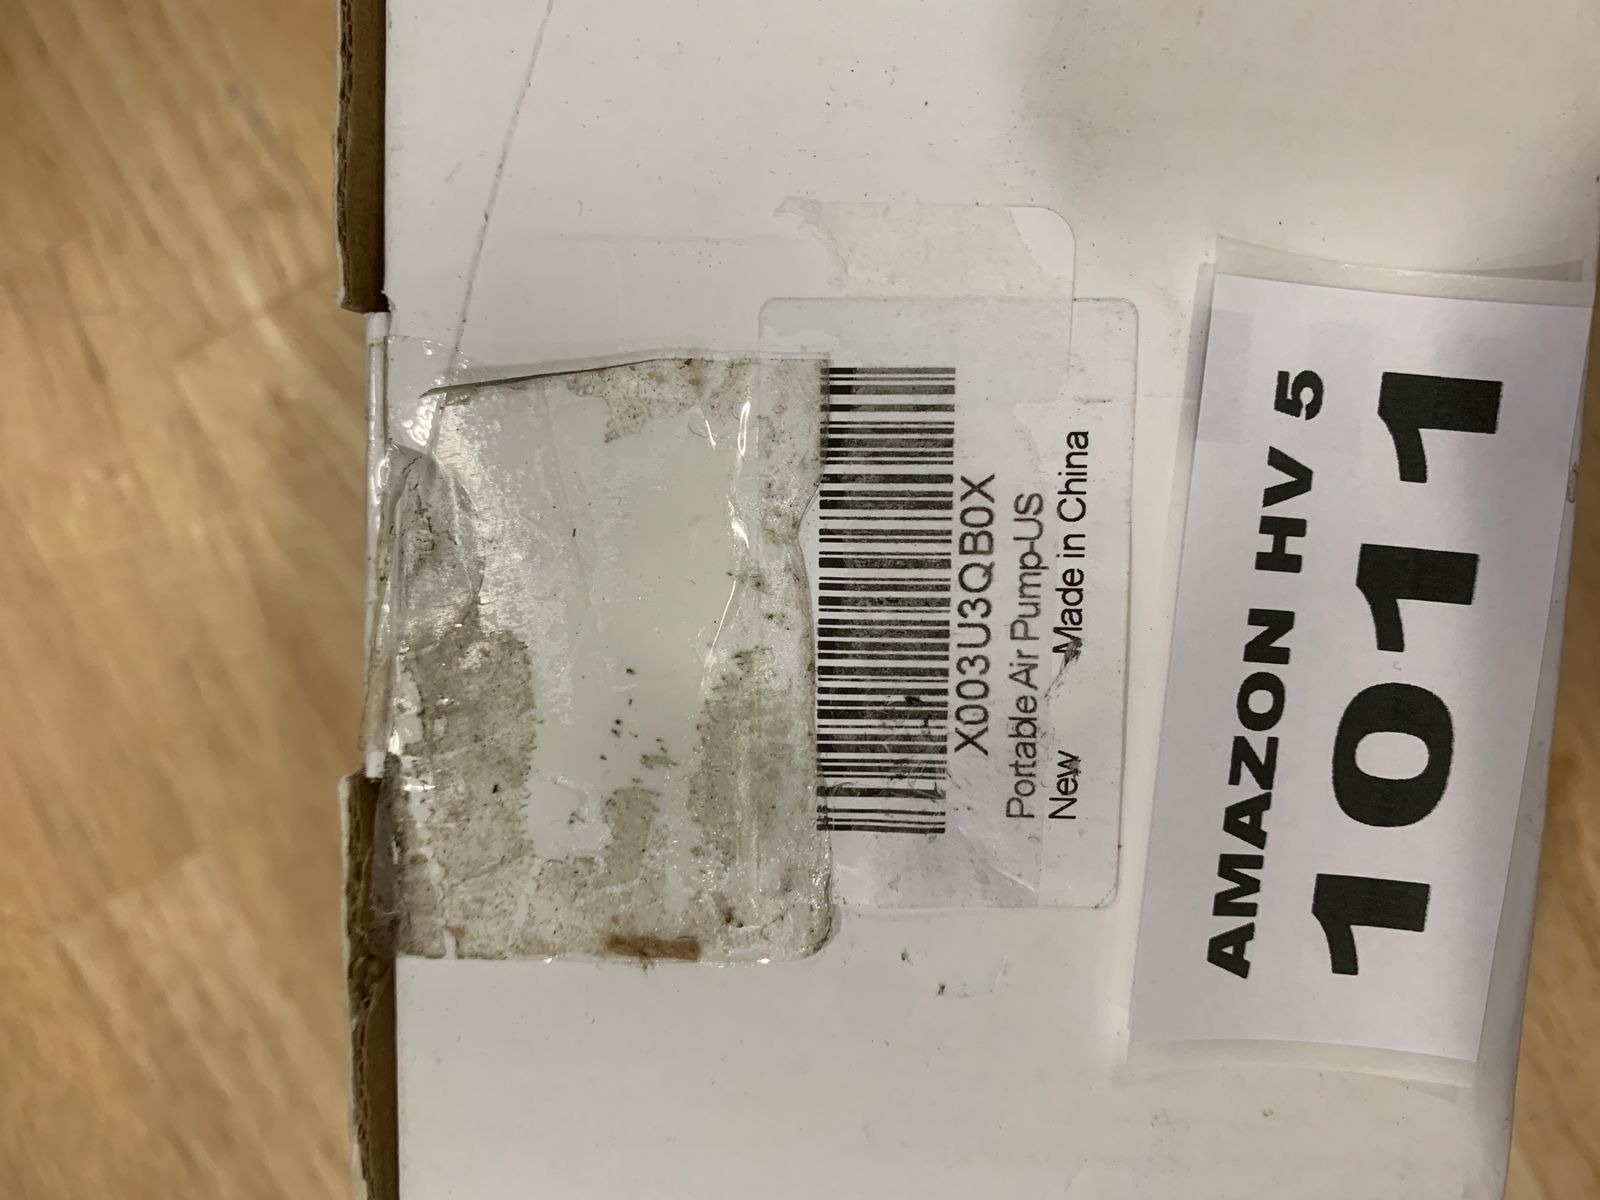 X003U3QB0X
Portable Air Pump-US
New Made in China
AMAZON HV 5
1011